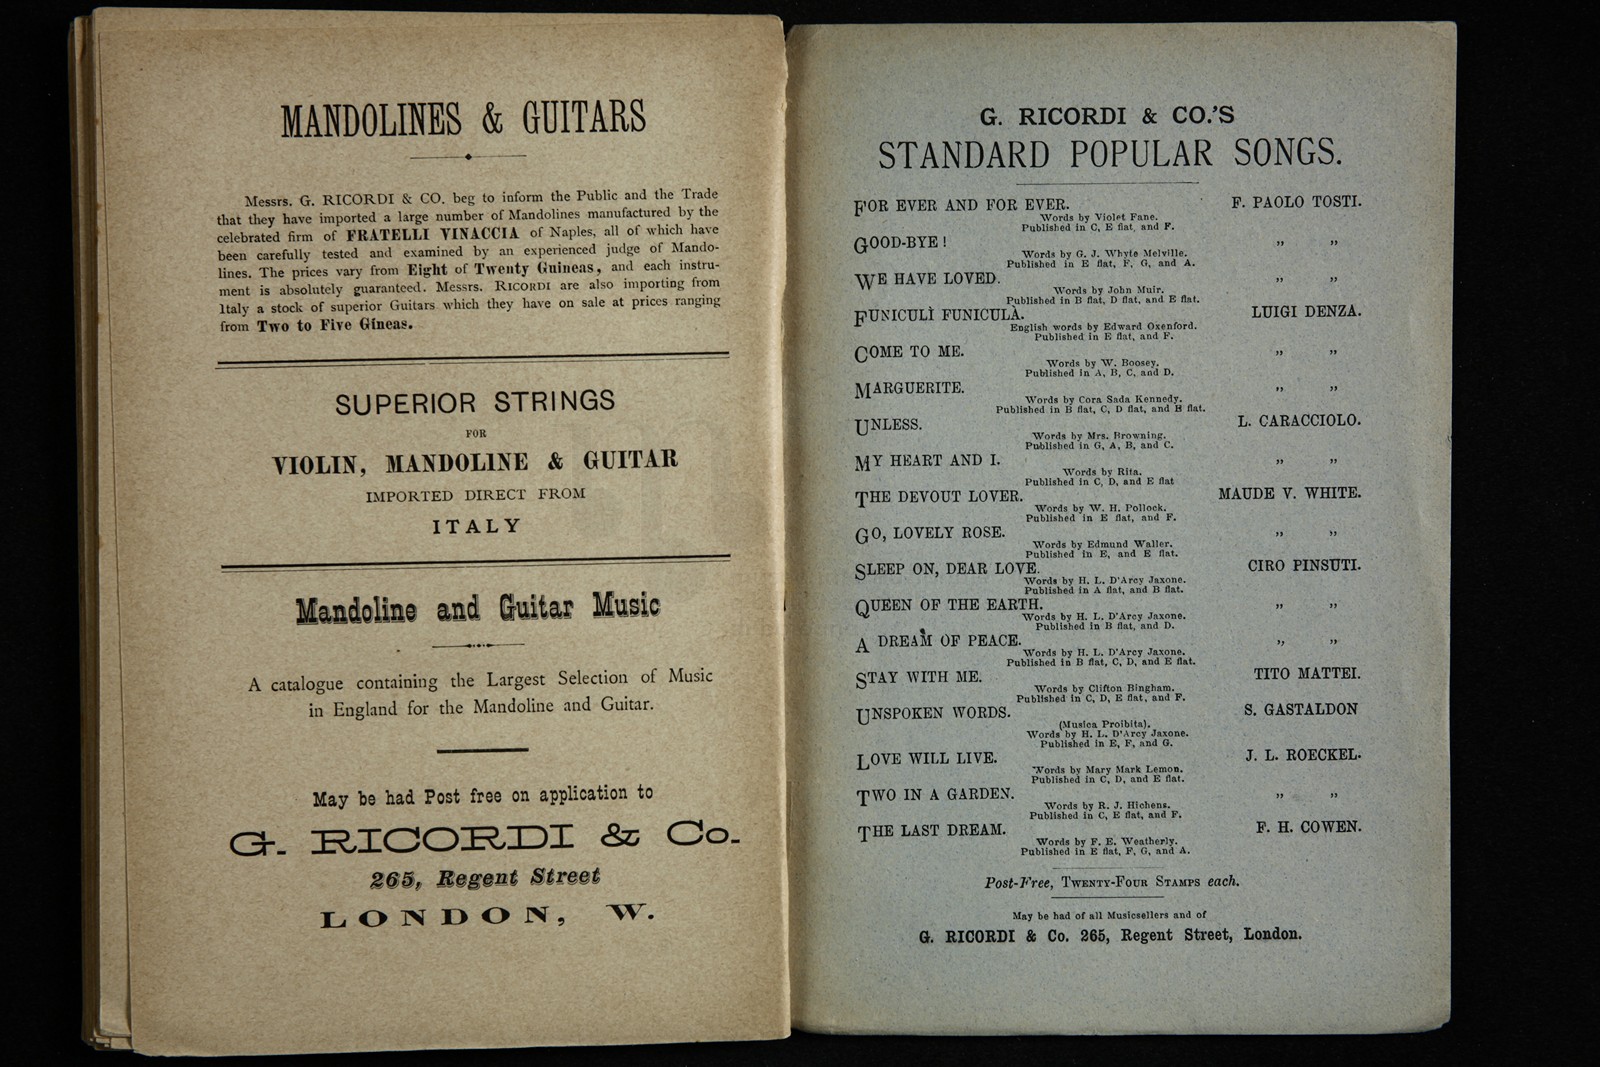 MANDOLINES & GUITARS
Messrs. G. RICORDI & CO. beg to inform the Public and the Trade
that they have imported a large number of Mandolines manufactured by the
celebrated firm of FRATELLI VINACCIA of Naples, all of which have
been carefully tested and examined by an experienced judge of Mando-
lines. The prices vary from Eight of Twenty Guineas, and each instru-
ment is absolutely guaranteed. Messrs. RICORDI are also importing from
Italy a stock of superior Guitars which they have on sale at prices ranging
from Two to Five Gineas.
SUPERIOR STRINGS
FOR
VIOLIN, MANDOLINE & GUITAR
IMPORTED DIRECT FROM
ITALY
Mandoline and Guitar Music
A catalogue containing the Largest Selection of Music
in England for the Mandoline and Guitar.
May be had Post free on application to
G. RICORDI & Co.
265, Regent Street
LONDON, W.
G. RICORDI & CO.'S
STANDARD POPULAR SONGS.
FOR EVER AND FOR EVER. F. PAOLO TOSTI.
Words by Violet Fane.
Published in C, E flat, and F.
GOOD-BYE! " "
Words by G. J. Whyte Melville.
Published in E flat, F, G, and A.
WE HAVE LOVED. " "
Words by John Muir.
Published in B flat, D flat, and E flat.
FUNICULÌ FUNICULÀ. LUIGI DENZA.
English words by Edward Oxenford.
Published in E flat, and F.
COME TO ME. " "
Words by W. Boosey.
Published in A, B, C, and D.
MARGUERITE. " "
Words by Cora Sada Kennedy.
Published in B flat, C, D flat, and B flat.
UNLESS. L. CARACCIOLO.
Words by Mrs. Browning.
Published in G, A, B, and C.
MY HEART AND I. " "
Words by Rita.
Published in C, D, and E flat
THE DEVOUT LOVER. MAUDE V. WHITE.
Words by W. H. Pollock.
Published in E flat, and F.
GO, LOVELY ROSE. " "
Words by Edmund Waller.
Published in E, and E flat.
SLEEP ON, DEAR LOVE. CIRO PINSUTI.
Words by H. L. D'Arcy Jaxone.
Published in A flat, and B flat.
QUEEN OF THE EARTH. " "
Words by H. L. D'Arcy Jaxone.
Published in B flat, and D.
A DREAM OF PEACE. " "
Words by H. L. D'Arcy Jaxone.
Published in B flat, C, D, and E flat.
STAY WITH ME. TITO MATTEI.
Words by Clifton Bingham.
Published in C, D, E flat, and F.
UNSPOKEN WORDS. S. GASTALDON
(Musica Proibita).
Words by H. L. D'Arcy Jaxone.
Published in E, F, and G.
LOVE WILL LIVE. J. L. ROECKEL.
Words by Mary Mark Lemon.
Published in C, D, and E flat.
TWO IN A GARDEN. " "
Words by R. J. Hichens.
Published in C, E flat, and F.
THE LAST DREAM. F. H. COWEN.
Words by F. E. Weatherly.
Published in E flat, F, G, and A.
Post-Free, TWENTY-FOUR STAMPS each.
May be had of all Musicsellers and of
G. RICORDI & Co. 265, Regent Street, London.